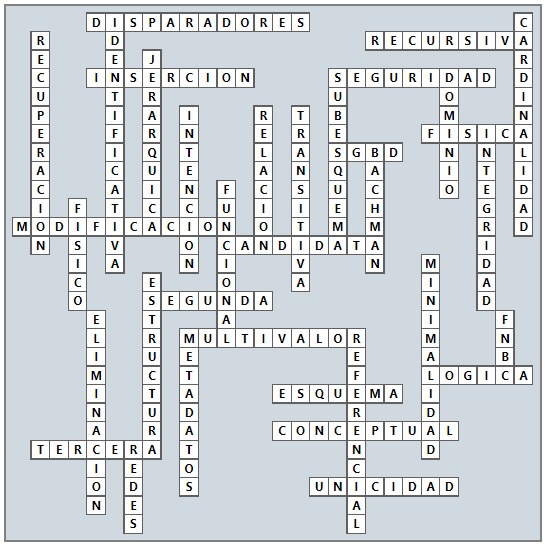 DISPARADORES
CARDINALIDAD
IDENTIFICATIVA
RECUPERACION
RECURSIVA
JERARQUICA
INSERCION
SEGURIDAD
SUBESQUEMA
DOMINIO
INTENCION
RELACION
TRANSITIVA
FISICA
INTEGRIDAD
SGBD
BACHMAN
FUNCIONAL
FISICO
MODIFICACION
CANDIDATA
MINIMALIDAD
ESTRUCTURA
SEGUNDA
ELIMINACION
FNBC
MULTIVALOR
METADATOS
REFERENCIAL
LOGICA
ESQUEMA
CONCEPTUAL
TERCERA
REDES
UNICIDAD